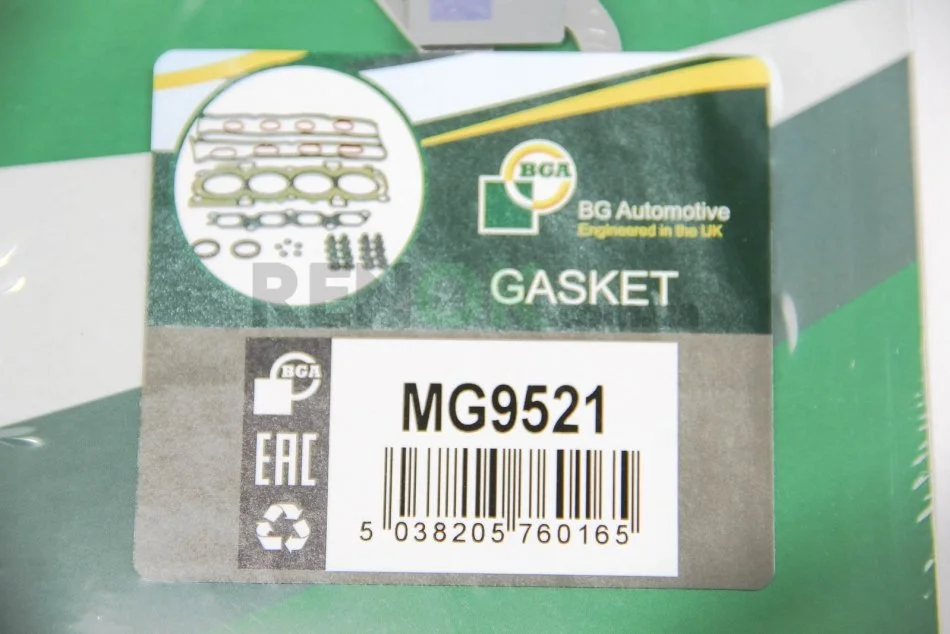 BGA
BG Automotive
Engineered in the UK
GASKET
BGA
MG9521
EAC
5 038205 760165